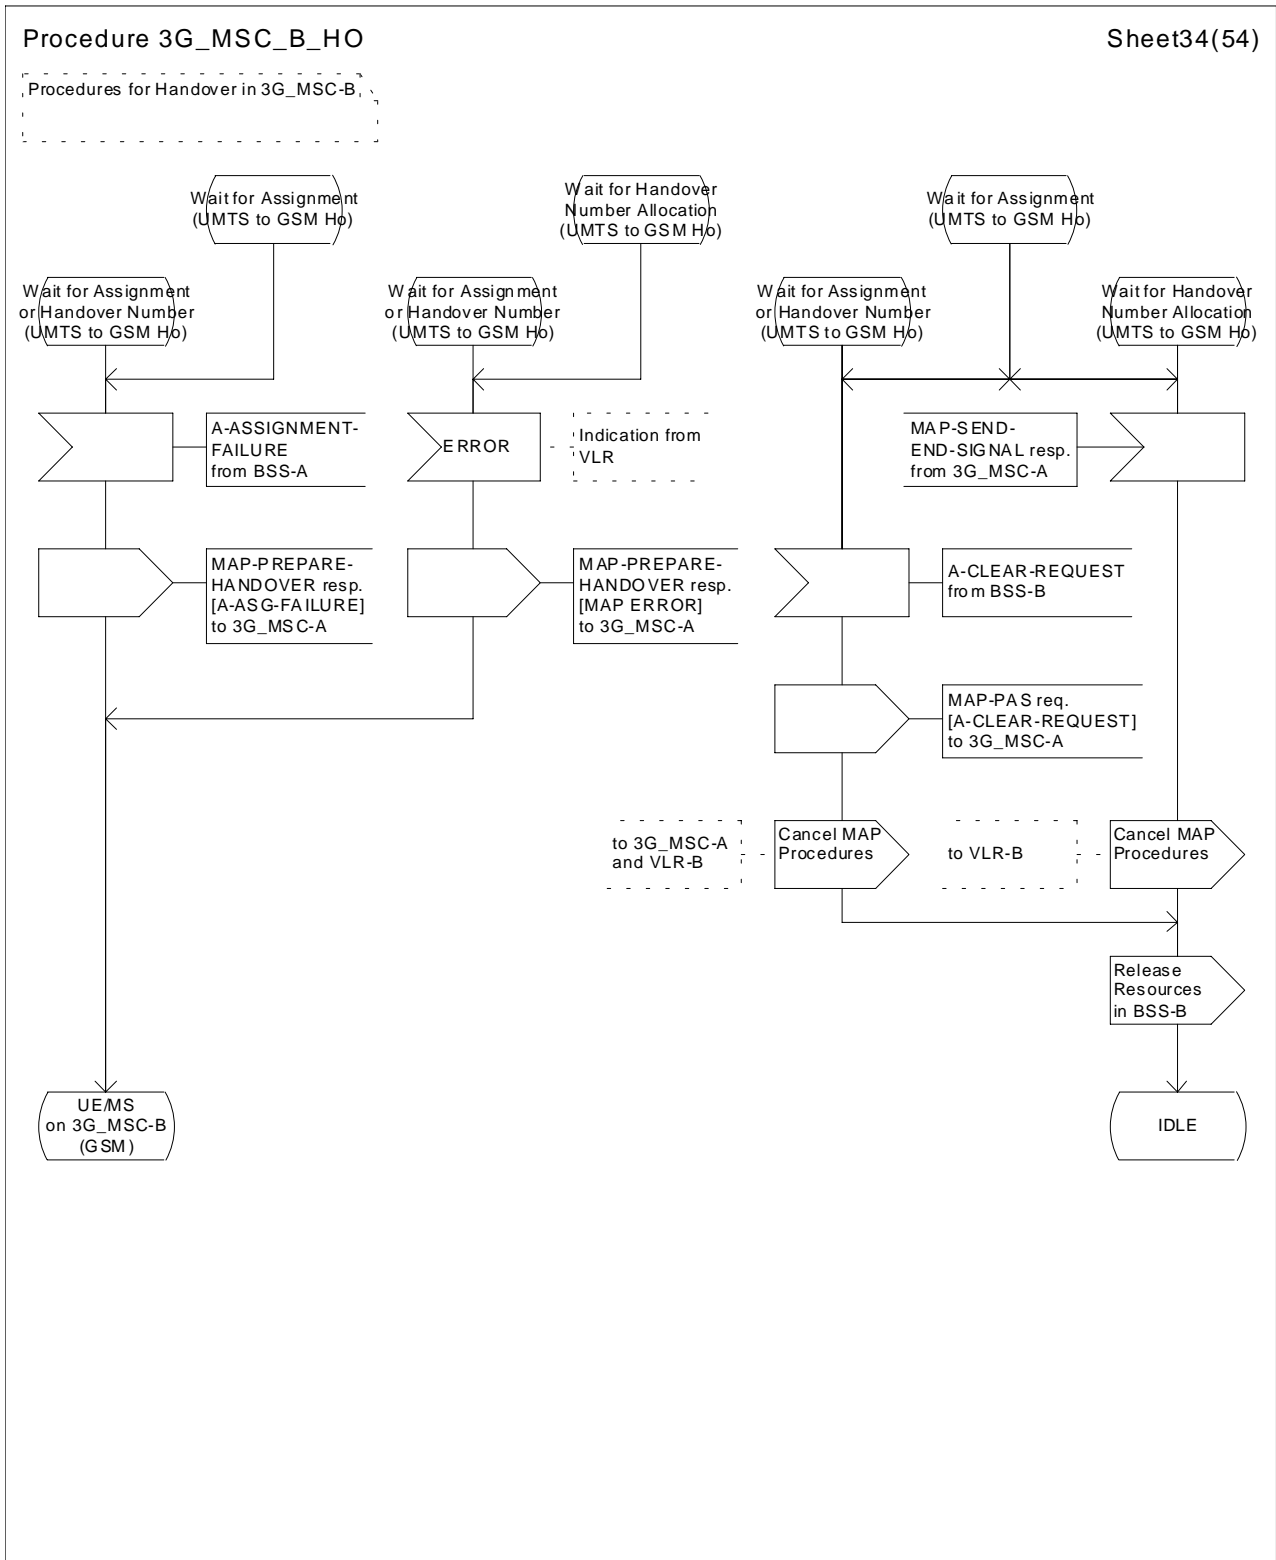 Procedure 3G_MSC_B_HO
Sheet34(54)
Procedures for Handover in 3G_MSC-B
Wait for Assignment
(UMTS to GSM Ho)
Wait for Handover
Number Allocation
(UMTS to GSM Ho)
Wait for Assignment
(UMTS to GSM Ho)
Wait for Assignment
or Handover Number
(UMTS to GSM Ho)
Wait for Assignment
or Handover Number
(UMTS to GSM Ho)
Wait for Assignment
or Handover Number
(UMTS to GSM Ho)
Wait for Handover
Number Allocation
(UMTS to GSM Ho)
A-ASSIGNMENT-
FAILURE
from BSS-A
ERROR
Indication from
VLR
MAP-SEND-
END-SIGNAL resp.
from 3G_MSC-A
MAP-PREPARE-
HANDOVER resp.
[A-ASG-FAILURE]
to 3G_MSC-A
MAP-PREPARE-
HANDOVER resp.
[MAP ERROR]
to 3G_MSC-A
A-CLEAR-REQUEST
from BSS-B
MAP-PAS req.
[A-CLEAR-REQUEST]
to 3G_MSC-A
to 3G_MSC-A
and VLR-B
Cancel MAP
Procedures
to VLR-B
Cancel MAP
Procedures
Release
Resources
in BSS-B
UE/MS
on 3G_MSC-B
(GSM)
IDLE